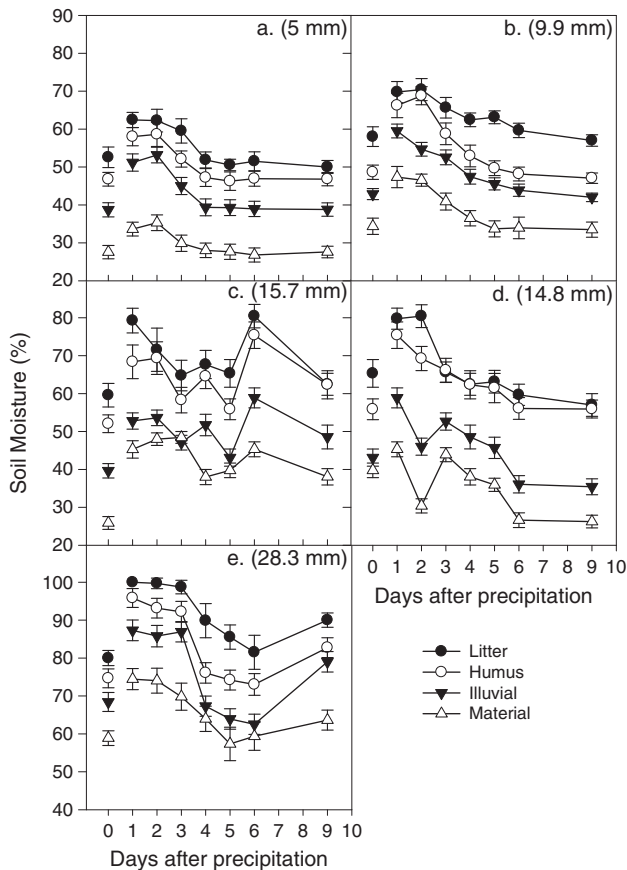 a. (5 mm)
b. (9.9 mm)
90
80
70
60
50
40
30
20
c. (15.7 mm)
d. (14.8 mm)
80
70
60
50
40
30
20
Soil Moisture (%)
0 1 2 3 4 5 6 7 8 9 10
Days after precipitation
e. (28.3 mm)
100
90
80
70
60
50
40
0 1 2 3 4 5 6 7 8 9 10
Days after precipitation
Litter
Humus
Illuvial
Material